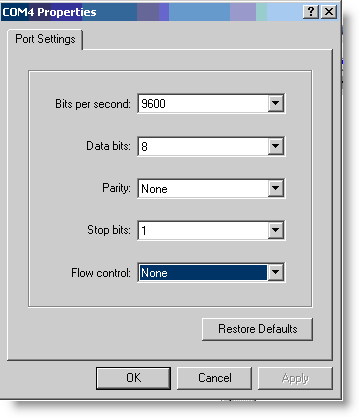 COM4 Properties
Port Settings
Bits per second: 9600
Data bits: 8
Parity: None
Stop bits: 1
Flow control: None
Restore Defaults
OK Cancel Apply